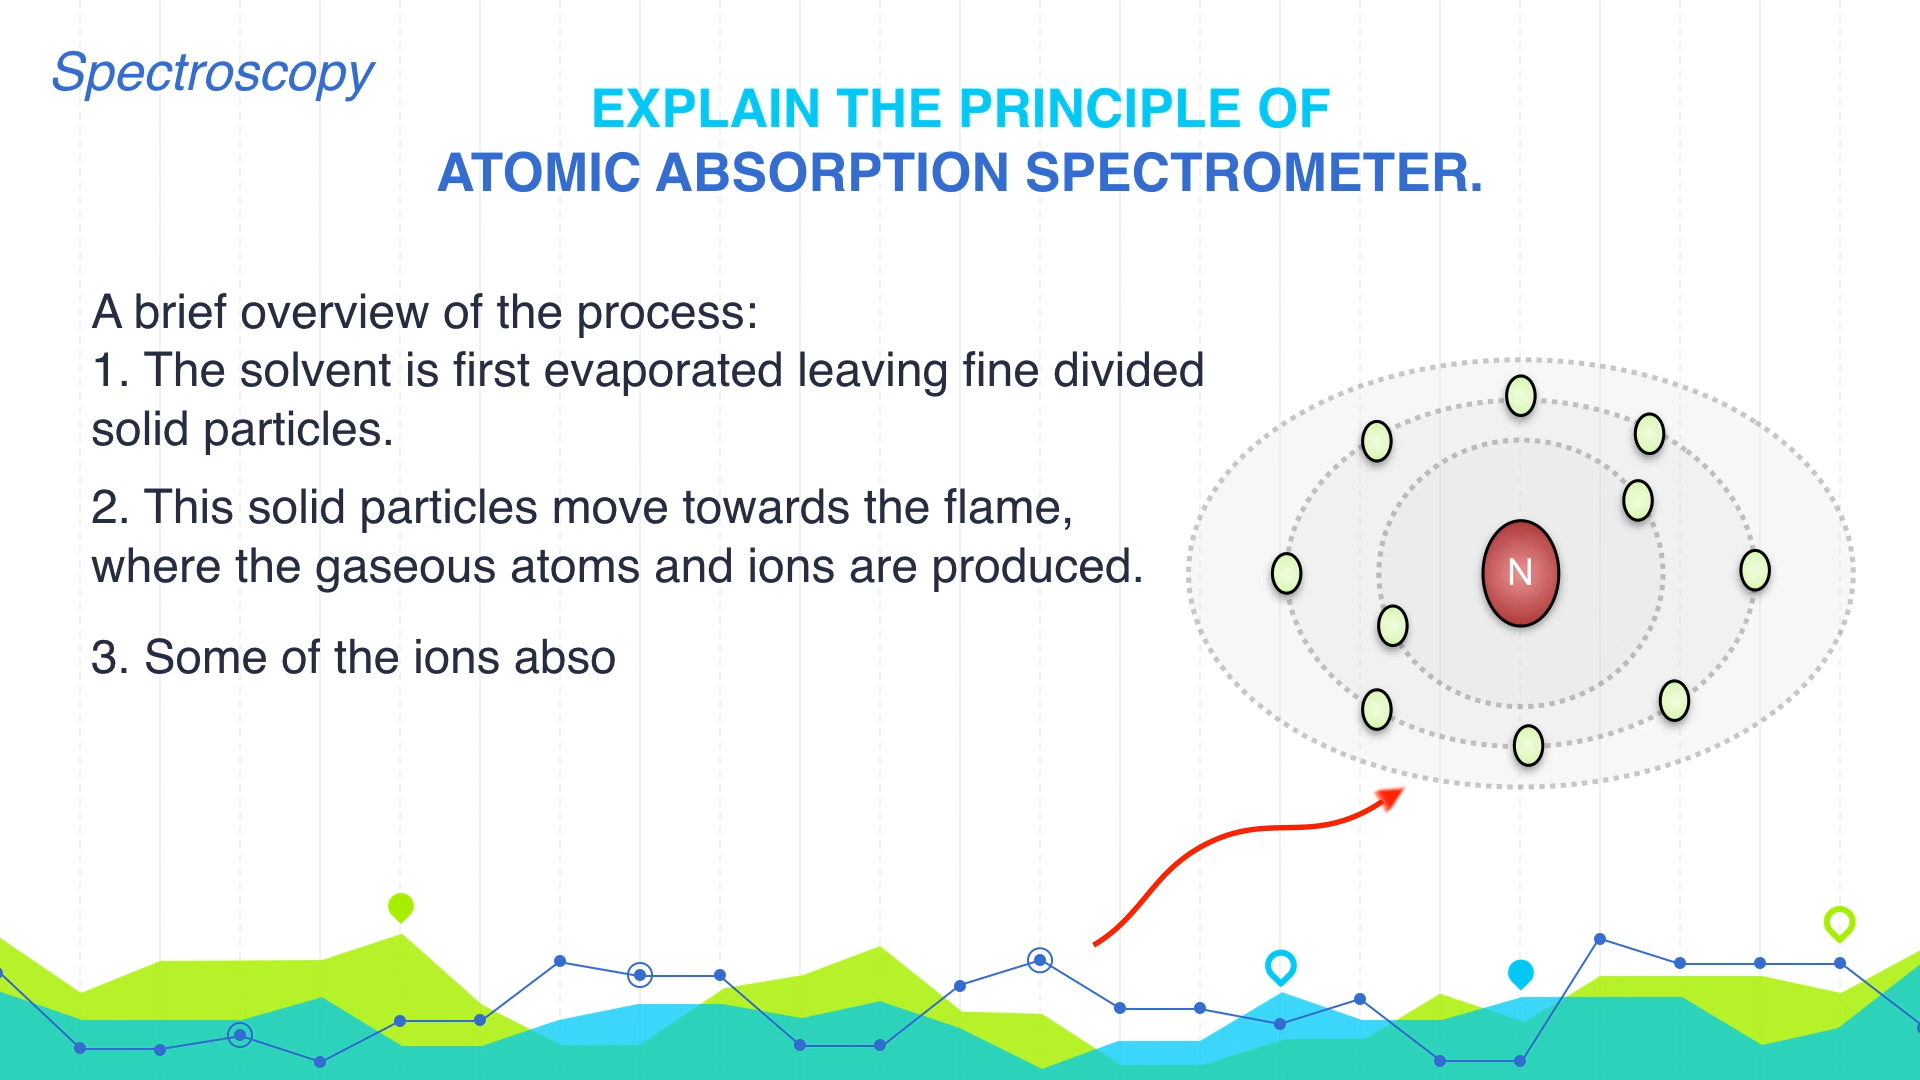 Spectroscopy
EXPLAIN THE PRINCIPLE OF
ATOMIC ABSORPTION SPECTROMETER.
A brief overview of the process:
1. The solvent is first evaporated leaving fine divided
solid particles.
2. This solid particles move towards the flame,
where the gaseous atoms and ions are produced.
3. Some of the ions abso
N